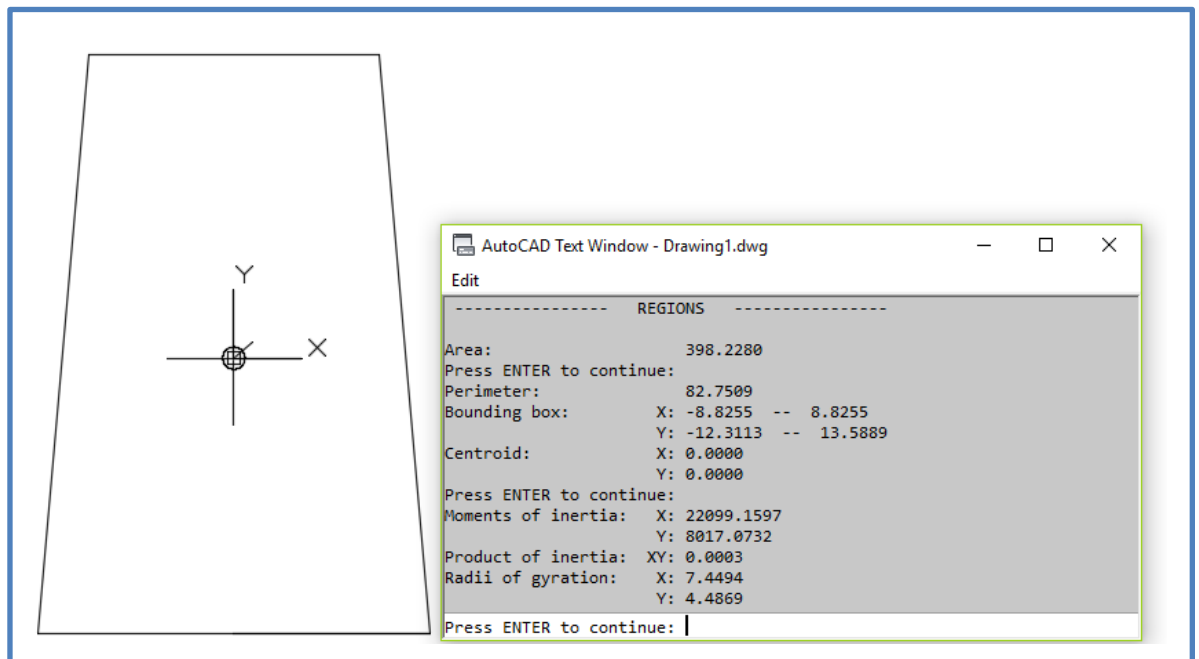 Y
X
AutoCAD Text Window - Drawing1.dwg
Edit
---------------- REGIONS ----------------
Area: 398.2280
Press ENTER to continue:
Perimeter: 82.7509
Bounding box: X: -8.8255 -- 8.8255
Y: -12.3113 -- 13.5889
Centroid: X: 0.0000
Y: 0.0000
Press ENTER to continue:
Moments of inertia: X: 22099.1597
Y: 8017.0732
Product of inertia: XY: 0.0003
Radii of gyration: X: 7.4494
Y: 4.4869
Press ENTER to continue: